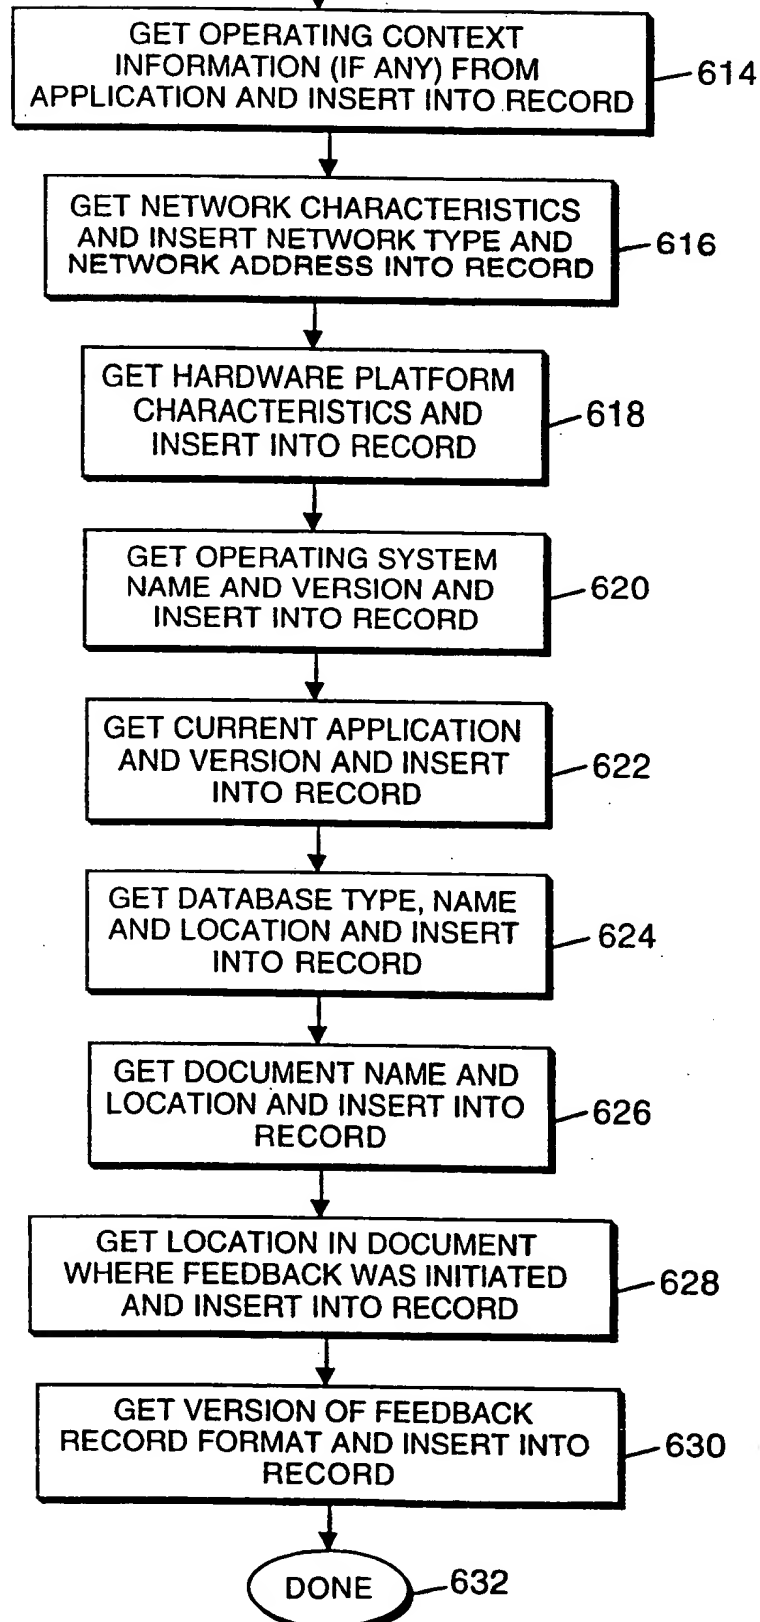 GET OPERATING CONTEXT
INFORMATION (IF ANY) FROM
APPLICATION AND INSERT INTO RECORD
614
GET NETWORK CHARACTERISTICS
AND INSERT NETWORK TYPE AND
NETWORK ADDRESS INTO RECORD
616
GET HARDWARE PLATFORM
CHARACTERISTICS AND
INSERT INTO RECORD
618
GET OPERATING SYSTEM
NAME AND VERSION AND
INSERT INTO RECORD
620
GET CURRENT APPLICATION
AND VERSION AND INSERT
INTO RECORD
622
GET DATABASE TYPE, NAME
AND LOCATION AND INSERT
INTO RECORD
624
GET DOCUMENT NAME AND
LOCATION AND INSERT INTO
RECORD
626
GET LOCATION IN DOCUMENT
WHERE FEEDBACK WAS INITIATED
AND INSERT INTO RECORD
628
GET VERSION OF FEEDBACK
RECORD FORMAT AND INSERT INTO
RECORD
630
DONE
632